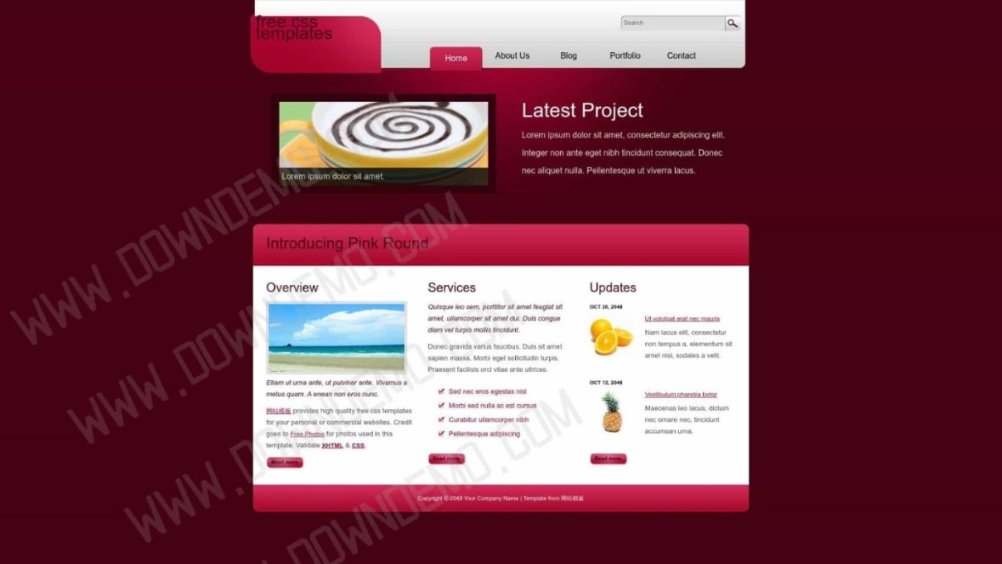 free css
templates
Search
Home
About Us
Blog
Portfolio
Contact
Lorem ipsum dolor sit amet.
Latest Project
Lorem ipsum dolor sit amet, consectetur adipiscing elit.
Integer non ante eget nibh tincidunt consequat. Donec
nec aliquet nulla. Pellentesque ut viverra lacus.
Introducing Pink Round
Overview
Etiam ut urna ante, ut pulvinar ante. Vivamus a
metus quam. A enean non eros nunc.
网站模板 provides high quality free css templates
for your personal or commercial websites. Credit
goes to Free Photos for photos used in this
template. Validate XHTML & CSS.
Read more
Services
Quisque leo sem, porttitor sit amet feugiat sit
amet, ullamcorper sit amet dui. Duis congue
diam vel turpis mollis tincidunt.
Donec gravida varius faucibus. Duis sit amet
sapien massa. Morbi eget sollicitudin turpis.
Praesent facilisis orci vitae ante ultrices.
Sed nec eros egestas nisl
Morbi sed nulla ac est cursus
Curabitur ullamcorper nibh
Pellentesque adipiscing
Read more
Updates
OCT 20, 2048
Ut volutpat erat nec mauris
Nam lacus elit, consectetur
non tempus a, elementum sit
amet nisi, sodales a velit.
OCT 12, 2048
Vestibulum pharetra tortor
Maecenas leo lacus, dictum
nec ornare nec, tincidunt
accumsan urna.
Read more
Copyright © 2048 Your Company Name | Template from 网站模板
WWW.DOWNDEMO.COM
WWW.DOWNDEMO.COM
WWW.DOWNDEMO.COM
WWW.DOWNDEMO.COM